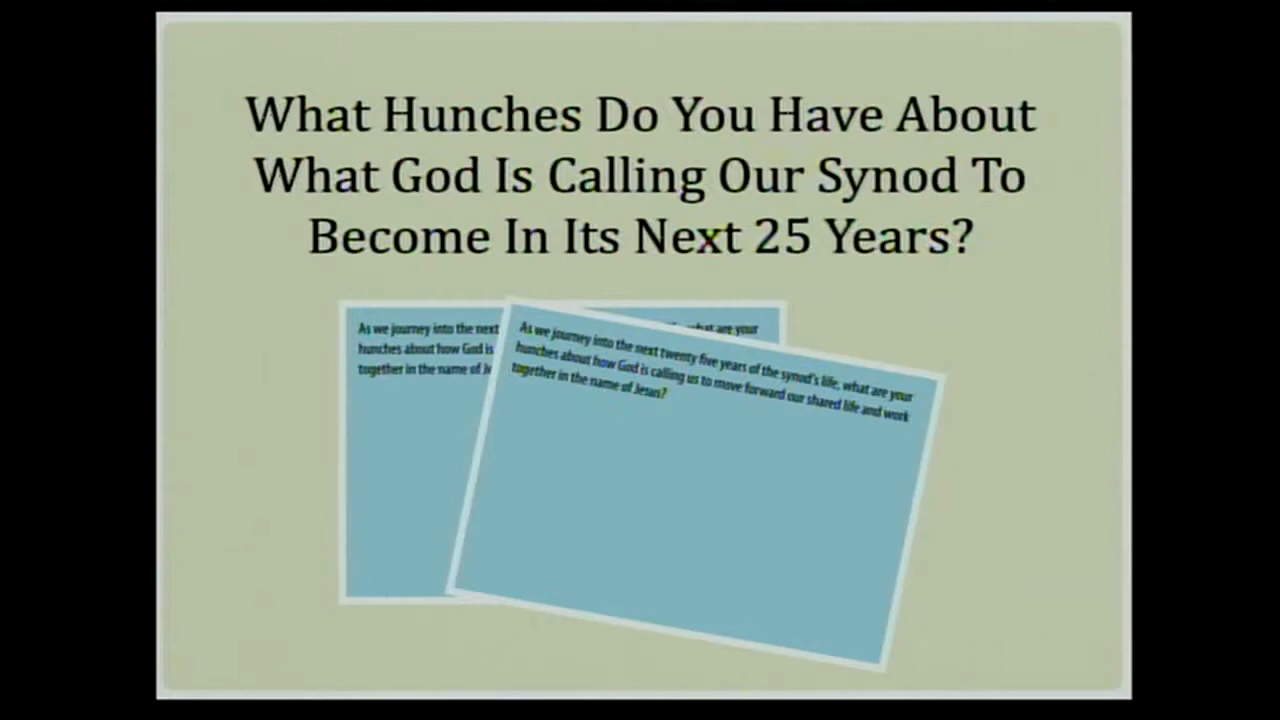 What Hunches Do You Have About
What God Is Calling Our Synod To
Become In Its Next 25 Years?
As we journey into the next
what are your
hunches about how God is
together in the name of
As we journey into the next twenty five years of the synod's life, what are your
hunches about how God is calling us to move forward our shared life and work
together in the name of Jesus?